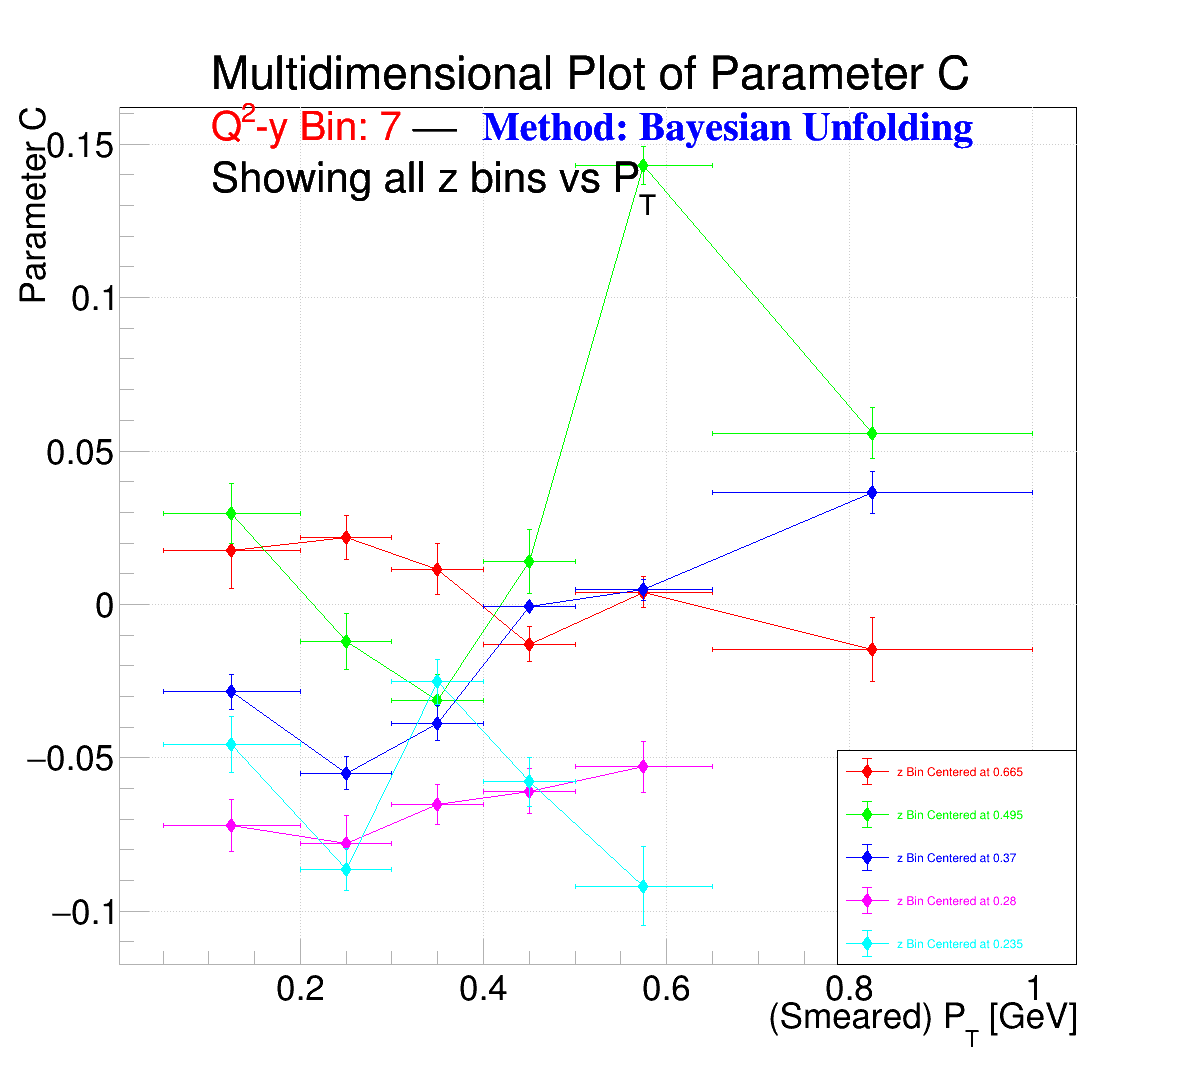 Multidimensional Plot of Parameter C
Q²-y Bin: 7 — Method: Bayesian Unfolding
Showing all z bins vs P_T
Parameter C
0.15
0.1
0.05
0
−0.05
−0.1
z Bin Centered at 0.665
z Bin Centered at 0.495
z Bin Centered at 0.37
z Bin Centered at 0.28
z Bin Centered at 0.235
0.2 0.4 0.6 0.8 1
(Smeared) P_T [GeV]